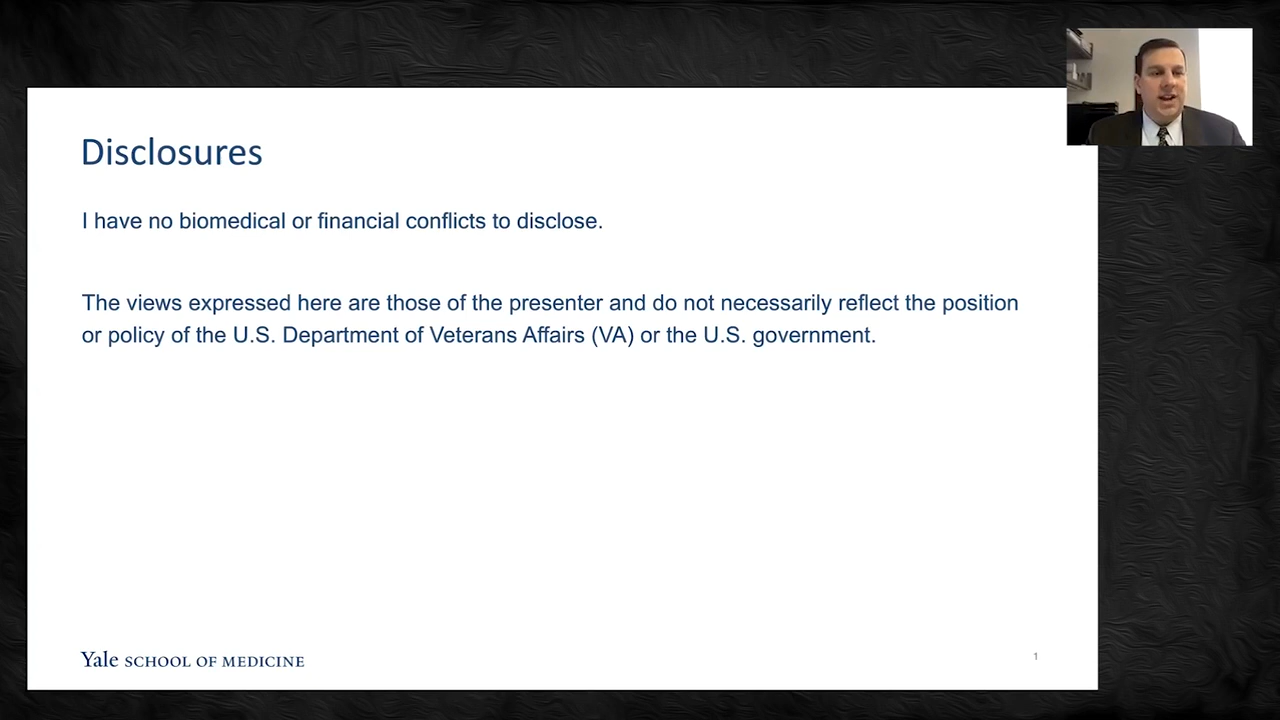 Disclosures
I have no biomedical or financial conflicts to disclose.
The views expressed here are those of the presenter and do not necessarily reflect the position
or policy of the U.S. Department of Veterans Affairs (VA) or the U.S. government.
Yale SCHOOL OF MEDICINE
1